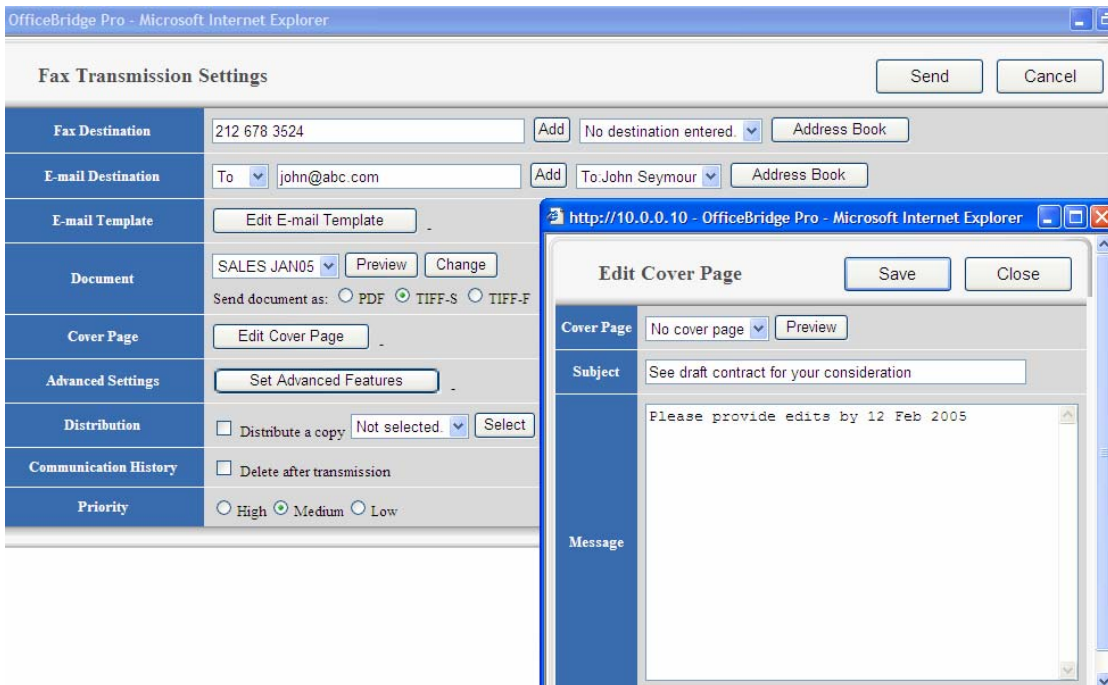 OfficeBridge Pro - Microsoft Internet Explorer
Fax Transmission Settings Send Cancel
Fax Destination 212 678 3524 Add No destination entered. Address Book
E-mail Destination To john@abc.com Add To:John Seymour Address Book
E-mail Template Edit E-mail Template -
Document SALES JAN05 Preview Change
Send document as: PDF TIFF-S TIFF-F
Cover Page Edit Cover Page -
Advanced Settings Set Advanced Features -
Distribution Distribute a copy Not selected. Select
Communication History Delete after transmission
Priority High Medium Low
http://10.0.0.10 - OfficeBridge Pro - Microsoft Internet Explorer
Edit Cover Page Save Close
Cover Page No cover page Preview
Subject See draft contract for your consideration
Message Please provide edits by 12 Feb 2005